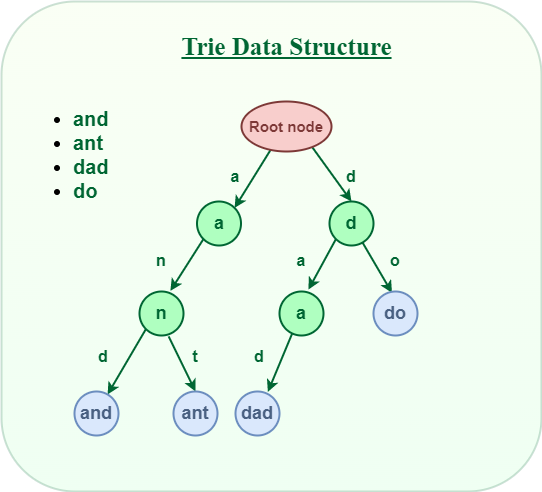 Trie Data Structure
• and
• ant
• dad
• do
Root node
a d
a d
n a o
n a do
d t d
and ant dad